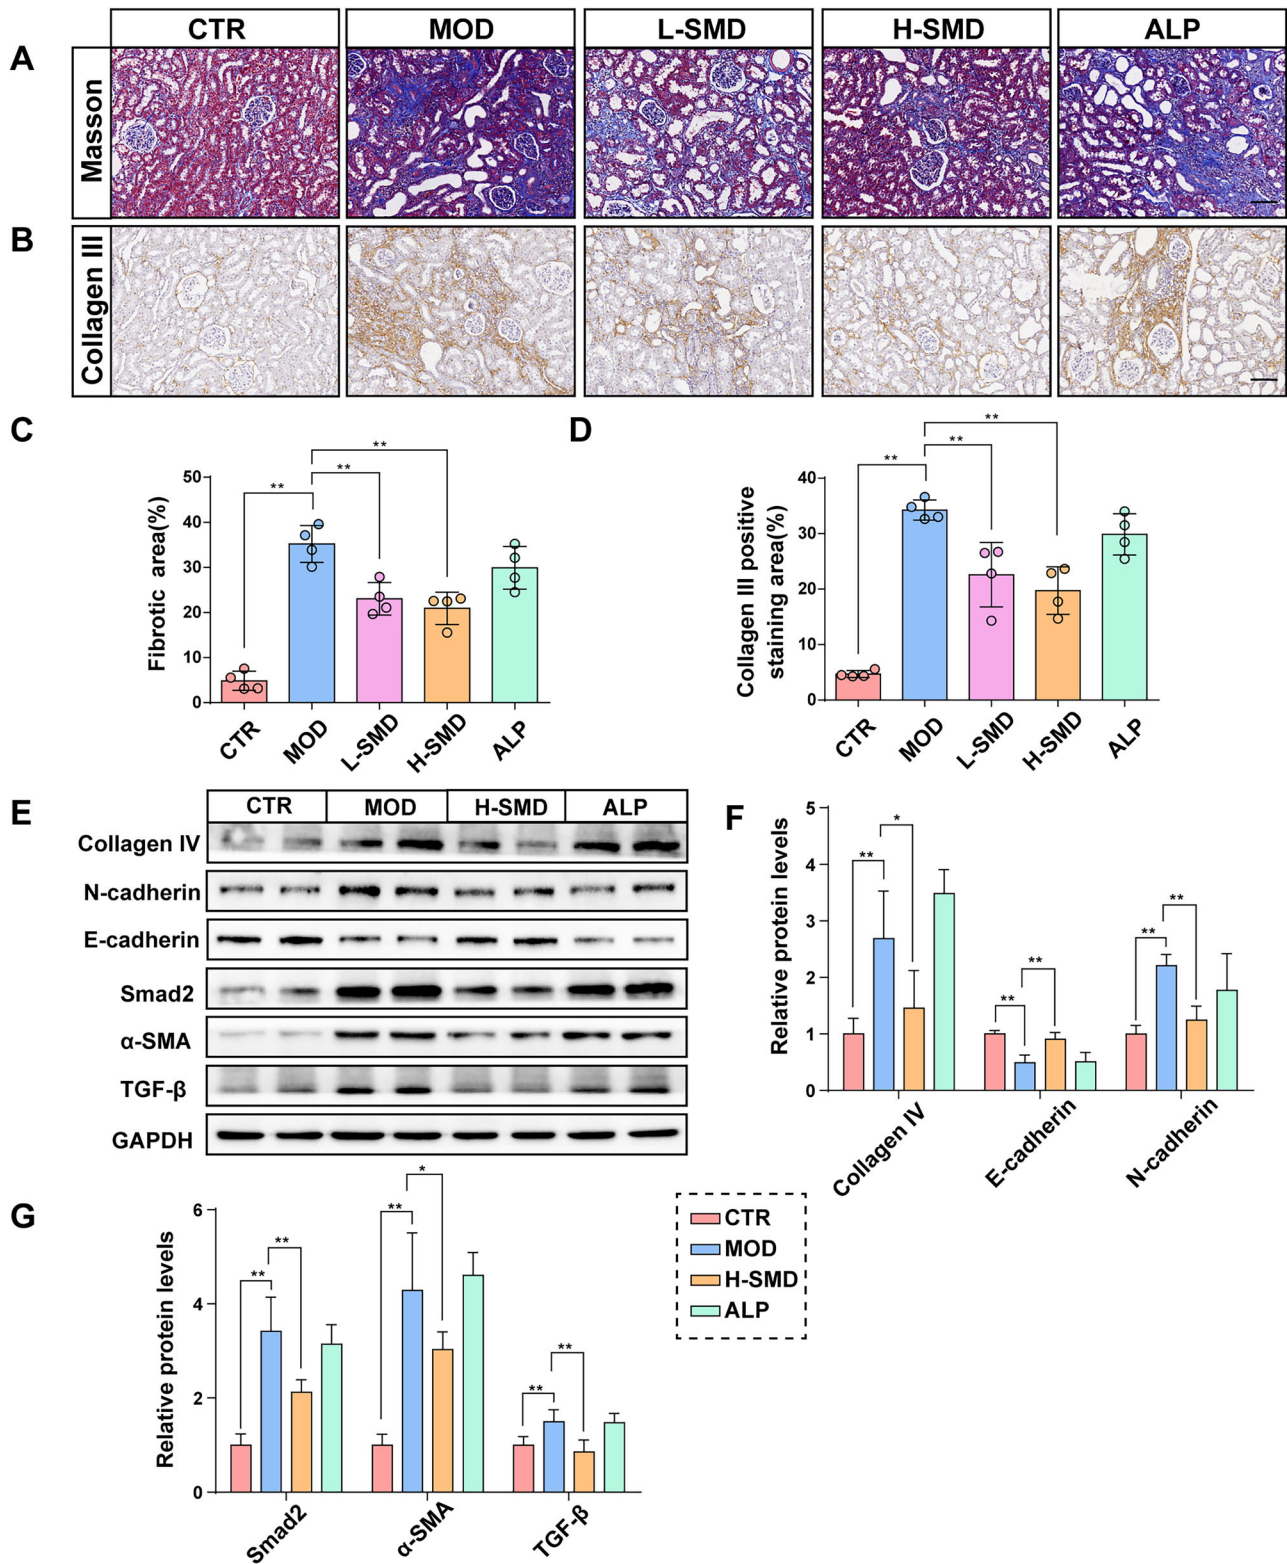 CTR MOD L-SMD H-SMD ALP
A
Masson
B
Collagen III
C
Fibrotic area(%)
50
40
30
20
10
0
** ** **
CTR MOD L-SMD H-SMD ALP
D
Collagen III positive
staining area(%)
40
30
20
10
0
** ** **
CTR MOD L-SMD H-SMD ALP
E
CTR MOD H-SMD ALP
Collagen IV
N-cadherin
E-cadherin
Smad2
α-SMA
TGF-β
GAPDH
F
Relative protein levels
5
4
3
2
1
0
** * ** ** ** **
Collagen IV E-cadherin N-cadherin
G
Relative protein levels
6
4
2
0
** ** ** * ** **
Smad2 α-SMA TGF-β
CTR
MOD
H-SMD
ALP